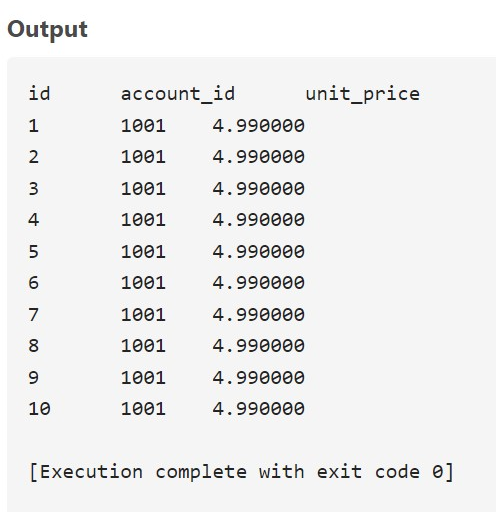 Output
id account_id unit_price
1 1001 4.990000
2 1001 4.990000
3 1001 4.990000
4 1001 4.990000
5 1001 4.990000
6 1001 4.990000
7 1001 4.990000
8 1001 4.990000
9 1001 4.990000
10 1001 4.990000
[Execution complete with exit code 0]